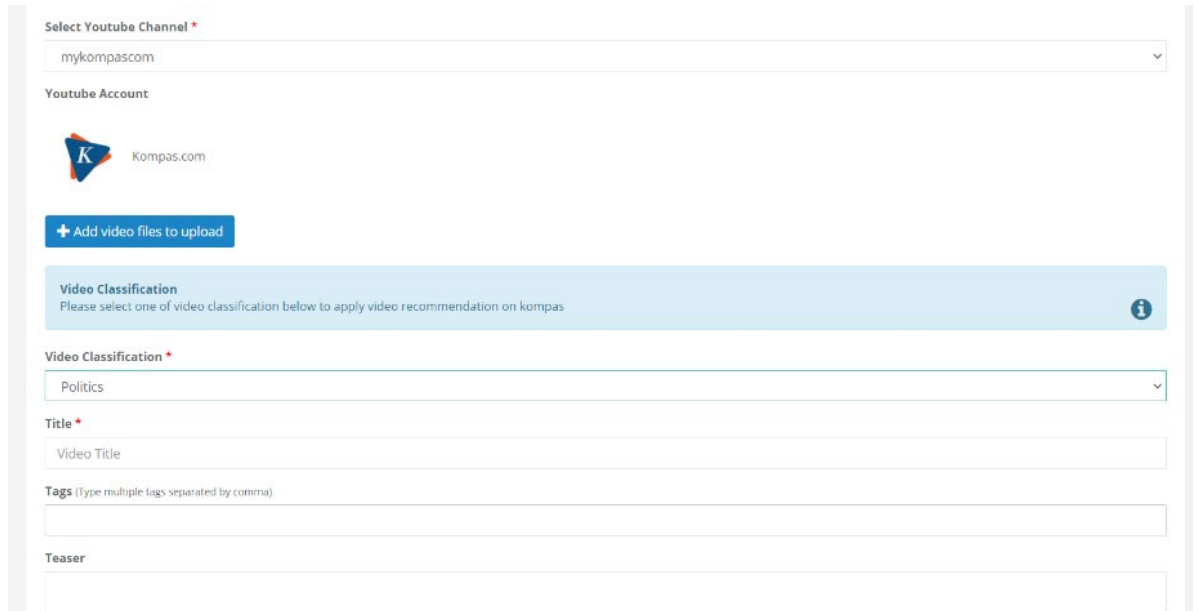 Select Youtube Channel *
mykompascom
Youtube Account
K
Kompas.com
+ Add video files to upload
Video Classification
Please select one of video classification below to apply video recommendation on kompas
Video Classification *
Politics
Title *
Video Title
Tags (Type multiple tags separated by comma)
Teaser